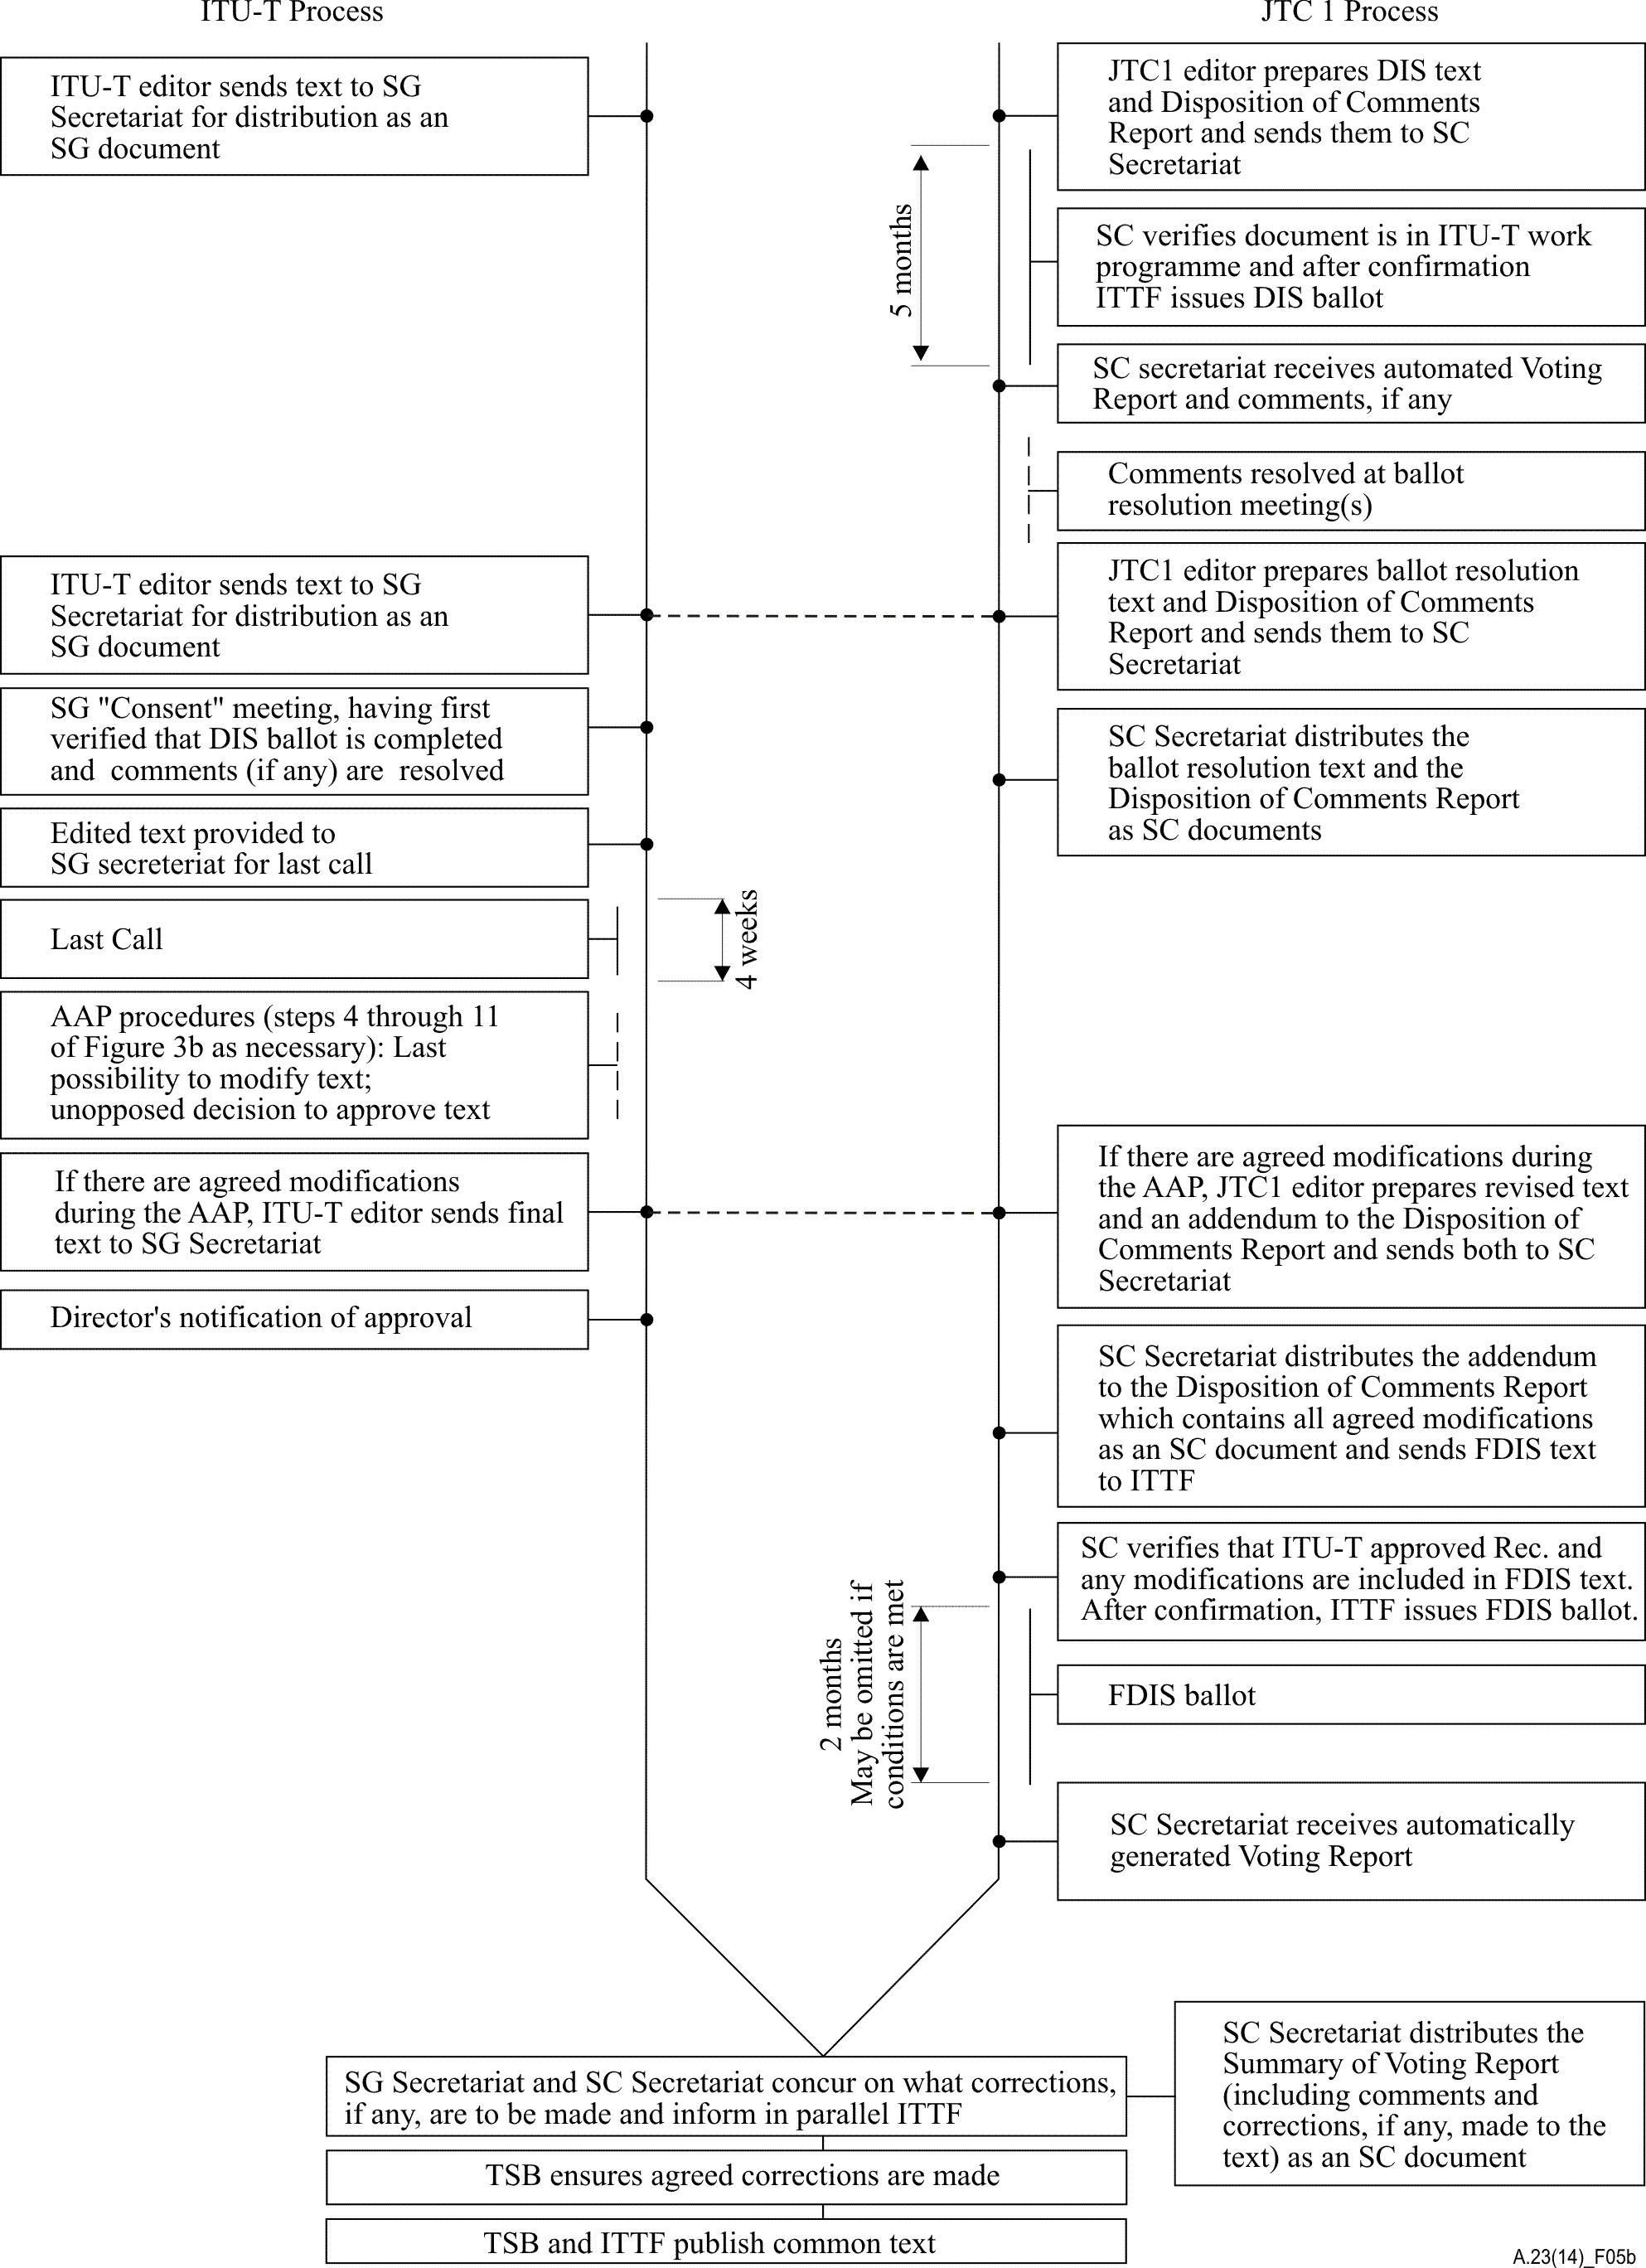 ITU-T Process
JTC 1 Process
ITU-T editor sends text to SG
Secretariat for distribution as an
SG document
JTC1 editor prepares DIS text
and Disposition of Comments
Report and sends them to SC
Secretariat
5 months
SC verifies document is in ITU-T work
programme and after confirmation
ITTF issues DIS ballot
SC secretariat receives automated Voting
Report and comments, if any
Comments resolved at ballot
resolution meeting(s)
ITU-T editor sends text to SG
Secretariat for distribution as an
SG document
JTC1 editor prepares ballot resolution
text and Disposition of Comments
Report and sends them to SC
Secretariat
SG "Consent" meeting, having first
verified that DIS ballot is completed
and comments (if any) are resolved
SC Secretariat distributes the
ballot resolution text and the
Disposition of Comments Report
as SC documents
Edited text provided to
SG secreteriat for last call
Last Call
4 weeks
AAP procedures (steps 4 through 11
of Figure 3b as necessary): Last
possibility to modify text;
unopposed decision to approve text
If there are agreed modifications
during the AAP, ITU-T editor sends final
text to SG Secretariat
If there are agreed modifications during
the AAP, JTC1 editor prepares revised text
and an addendum to the Disposition of
Comments Report and sends both to SC
Secretariat
Director's notification of approval
SC Secretariat distributes the addendum
to the Disposition of Comments Report
which contains all agreed modifications
as an SC document and sends FDIS text
to ITTF
SC verifies that ITU-T approved Rec. and
any modifications are included in FDIS text.
After confirmation, ITTF issues FDIS ballot.
2 months
May be omitted if
conditions are met
FDIS ballot
SC Secretariat receives automatically
generated Voting Report
SG Secretariat and SC Secretariat concur on what corrections,
if any, are to be made and inform in parallel ITTF
SC Secretariat distributes the
Summary of Voting Report
(including comments and
corrections, if any, made to the
text) as an SC document
TSB ensures agreed corrections are made
TSB and ITTF publish common text
A.23(14)_F05b